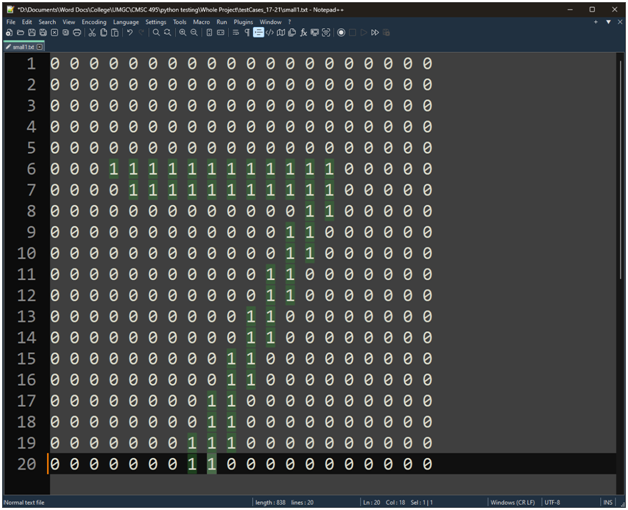 *D:\Documents\Word Docs\College\UMGC\CMSC 495\python testing\Whole Project\testCases_17-21\small1.txt - Notepad++
File Edit Search View Encoding Language Settings Tools Macro Run Plugins Window ?
small1.txt
1 0 0 0 0 0 0 0 0 0 0 0 0 0 0 0 0 0 0 0 0
2 0 0 0 0 0 0 0 0 0 0 0 0 0 0 0 0 0 0 0 0
3 0 0 0 0 0 0 0 0 0 0 0 0 0 0 0 0 0 0 0 0
4 0 0 0 0 0 0 0 0 0 0 0 0 0 0 0 0 0 0 0 0
5 0 0 0 0 0 0 0 0 0 0 0 0 0 0 0 0 0 0 0 0
6 0 0 0 1 1 1 1 1 1 1 1 1 1 1 1 0 0 0 0 0
7 0 0 0 0 1 1 1 1 1 1 1 1 1 1 1 0 0 0 0 0
8 0 0 0 0 0 0 0 0 0 0 0 0 0 1 1 0 0 0 0 0
9 0 0 0 0 0 0 0 0 0 0 0 0 1 1 0 0 0 0 0 0
10 0 0 0 0 0 0 0 0 0 0 0 0 1 1 0 0 0 0 0 0
11 0 0 0 0 0 0 0 0 0 0 0 1 1 0 0 0 0 0 0 0
12 0 0 0 0 0 0 0 0 0 0 0 1 1 0 0 0 0 0 0 0
13 0 0 0 0 0 0 0 0 0 0 1 1 0 0 0 0 0 0 0 0
14 0 0 0 0 0 0 0 0 0 0 1 1 0 0 0 0 0 0 0 0
15 0 0 0 0 0 0 0 0 0 1 1 0 0 0 0 0 0 0 0 0
16 0 0 0 0 0 0 0 0 0 1 1 0 0 0 0 0 0 0 0 0
17 0 0 0 0 0 0 0 0 1 1 0 0 0 0 0 0 0 0 0 0
18 0 0 0 0 0 0 0 0 1 1 0 0 0 0 0 0 0 0 0 0
19 0 0 0 0 0 0 0 1 1 1 0 0 0 0 0 0 0 0 0 0
20 0 0 0 0 0 0 0 1 1 0 0 0 0 0 0 0 0 0 0 0
Normal text file length : 838 lines : 20 Ln : 20 Col : 18 Sel : 1 | 1 Windows (CR LF) UTF-8 INS